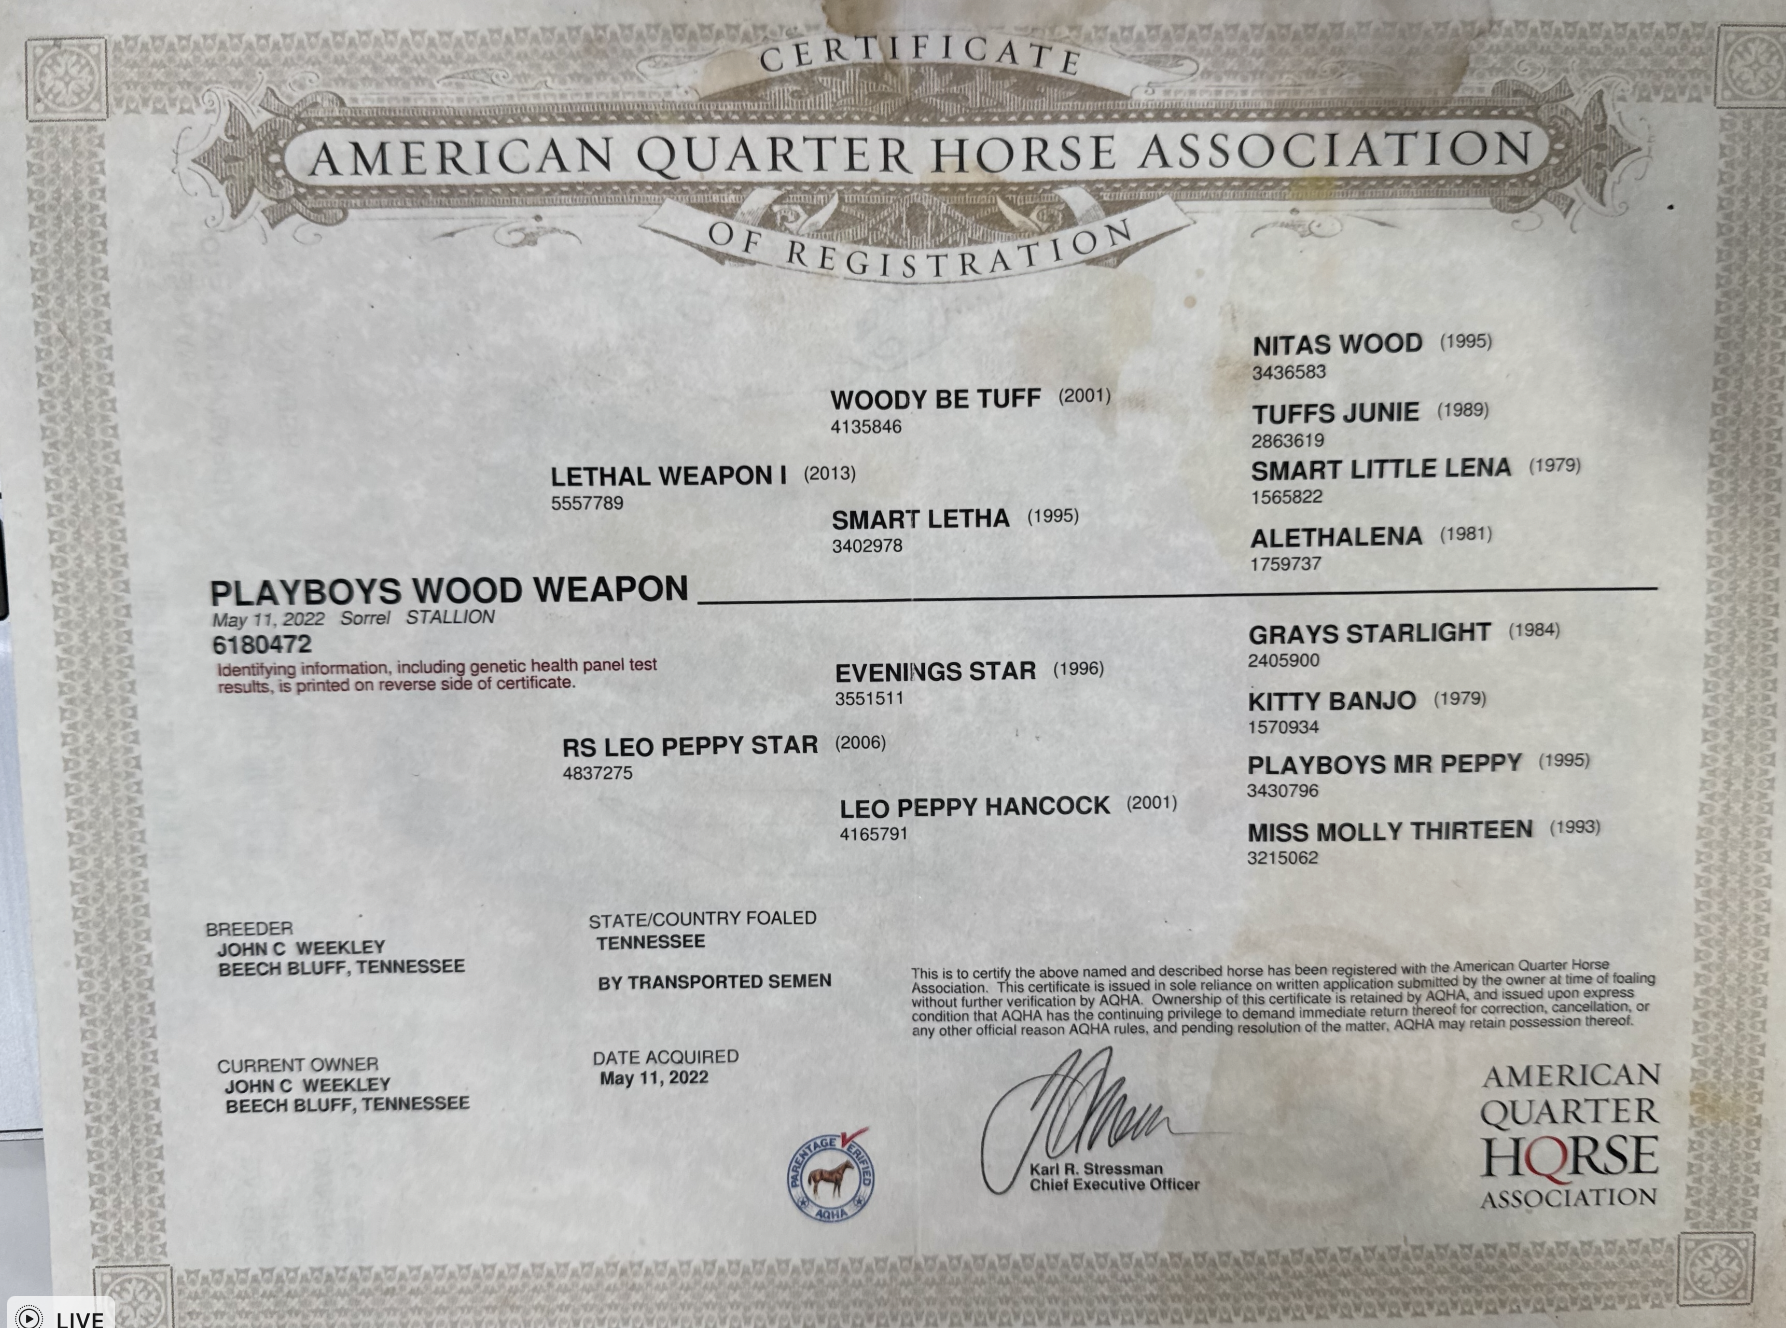 CERTIFICATE
AMERICAN QUARTER HORSE ASSOCIATION
OF REGISTRATION
NITAS WOOD (1995)
3436583
WOODY BE TUFF (2001)
4135846
TUFFS JUNIE (1989)
2863619
LETHAL WEAPON I (2013)
5557789
SMART LITTLE LENA (1979)
1565822
SMART LETHA (1995)
3402978
ALETHALENA (1981)
1759737
PLAYBOYS WOOD WEAPON
May 11, 2022 Sorrel STALLION
6180472
Identifying information, including genetic health panel test
results, is printed on reverse side of certificate.
GRAYS STARLIGHT (1984)
2405900
EVENINGS STAR (1996)
3551511
KITTY BANJO (1979)
1570934
RS LEO PEPPY STAR (2006)
4837275
PLAYBOYS MR PEPPY (1995)
3430796
LEO PEPPY HANCOCK (2001)
4165791
MISS MOLLY THIRTEEN (1993)
3215062
BREEDER
JOHN C WEEKLEY
BEECH BLUFF, TENNESSEE
STATE/COUNTRY FOALED
TENNESSEE
BY TRANSPORTED SEMEN
This is to certify the above named and described horse has been registered with the American Quarter Horse
Association. This certificate is issued in sole reliance on written application submitted by the owner at time of foaling
without further verification by AQHA. Ownership of this certificate is retained by AQHA, and issued upon express
condition that AQHA has the continuing privilege to demand immediate return thereof for correction, cancellation, or
any other official reason AQHA rules, and pending resolution of the matter, AQHA may retain possession thereof.
CURRENT OWNER
JOHN C WEEKLEY
BEECH BLUFF, TENNESSEE
DATE ACQUIRED
May 11, 2022
PARENTAGE VERIFIED
AQHA
Karl R. Stressman
Chief Executive Officer
AMERICAN
QUARTER
HORSE
ASSOCIATION
LIVE